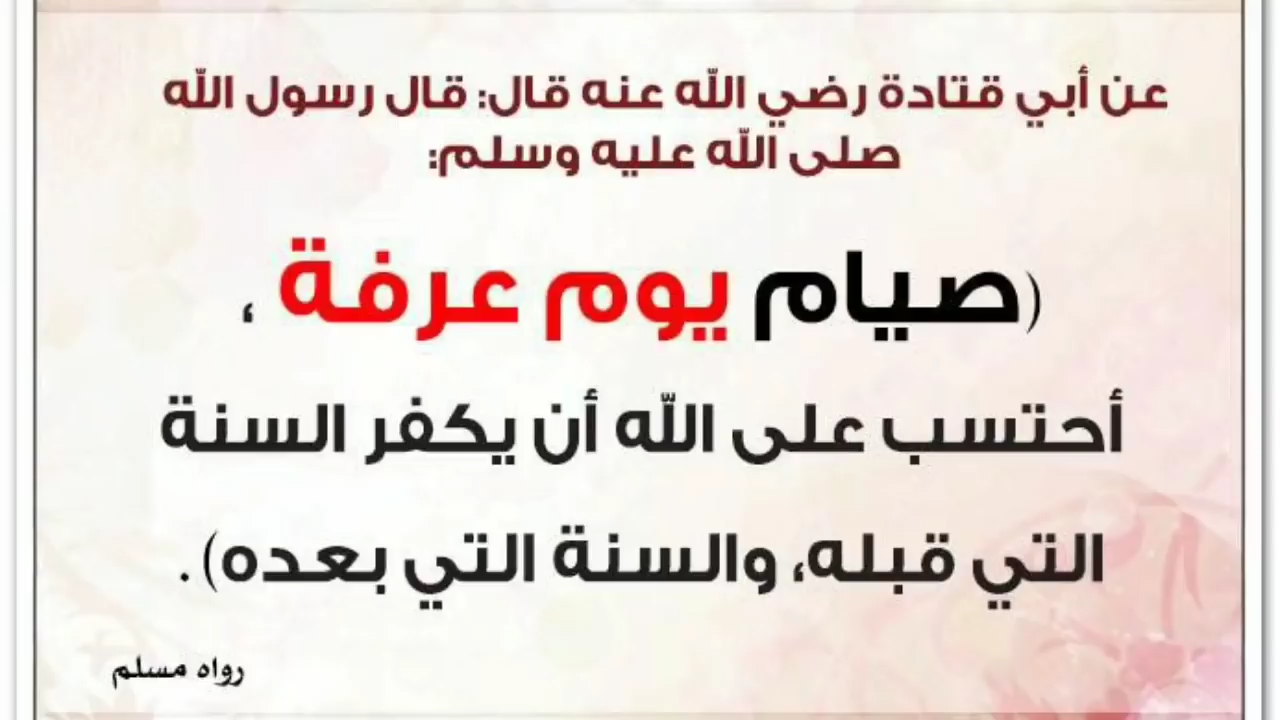 عن أبي قتادة رضي الله عنه قال: قال رسول الله
صلى الله عليه وسلم:
(صيام يوم عرفة ،
أحتسب على الله أن يكفر السنة
التي قبله، والسنة التي بعده) .
رواه مسلم